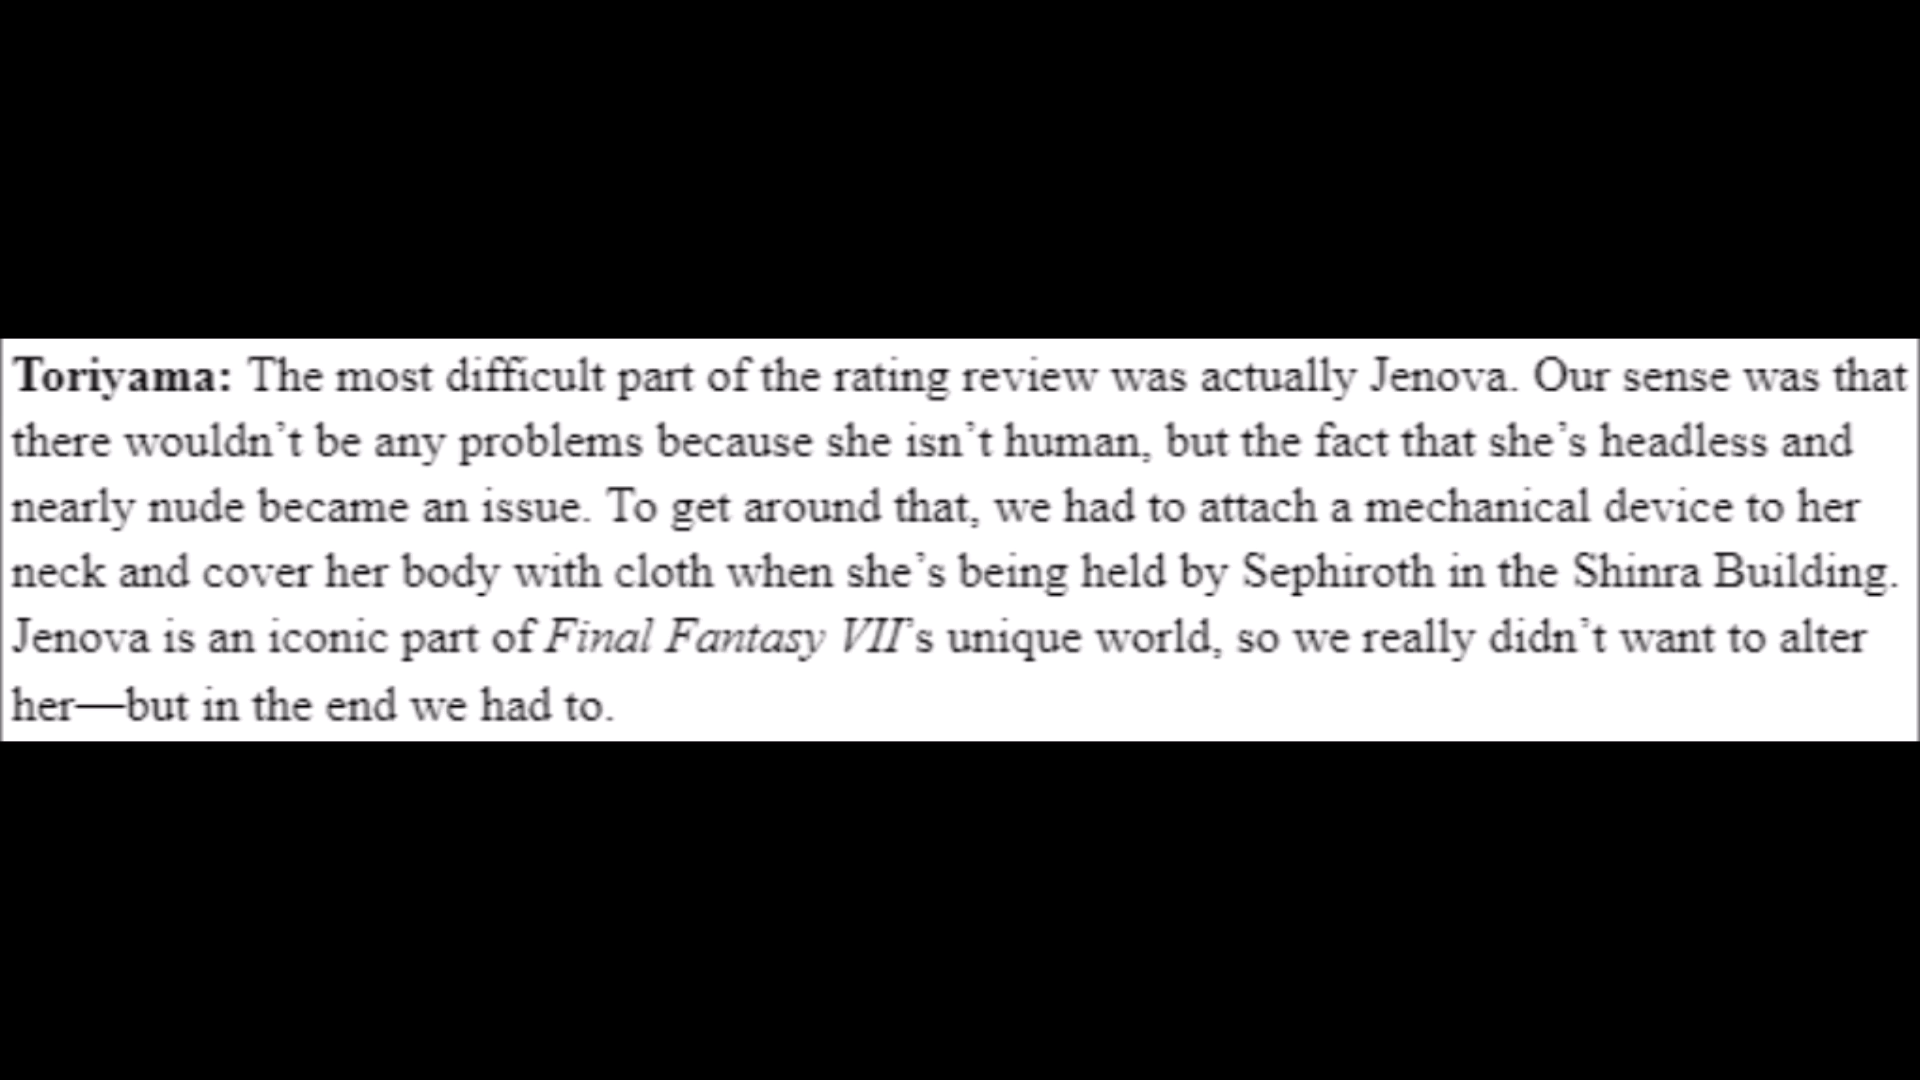 Toriyama: The most difficult part of the rating review was actually Jenova. Our sense was that
there wouldn’t be any problems because she isn’t human, but the fact that she’s headless and
nearly nude became an issue. To get around that, we had to attach a mechanical device to her
neck and cover her body with cloth when she’s being held by Sephiroth in the Shinra Building.
Jenova is an iconic part of Final Fantasy VII’s unique world, so we really didn’t want to alter
her—but in the end we had to.